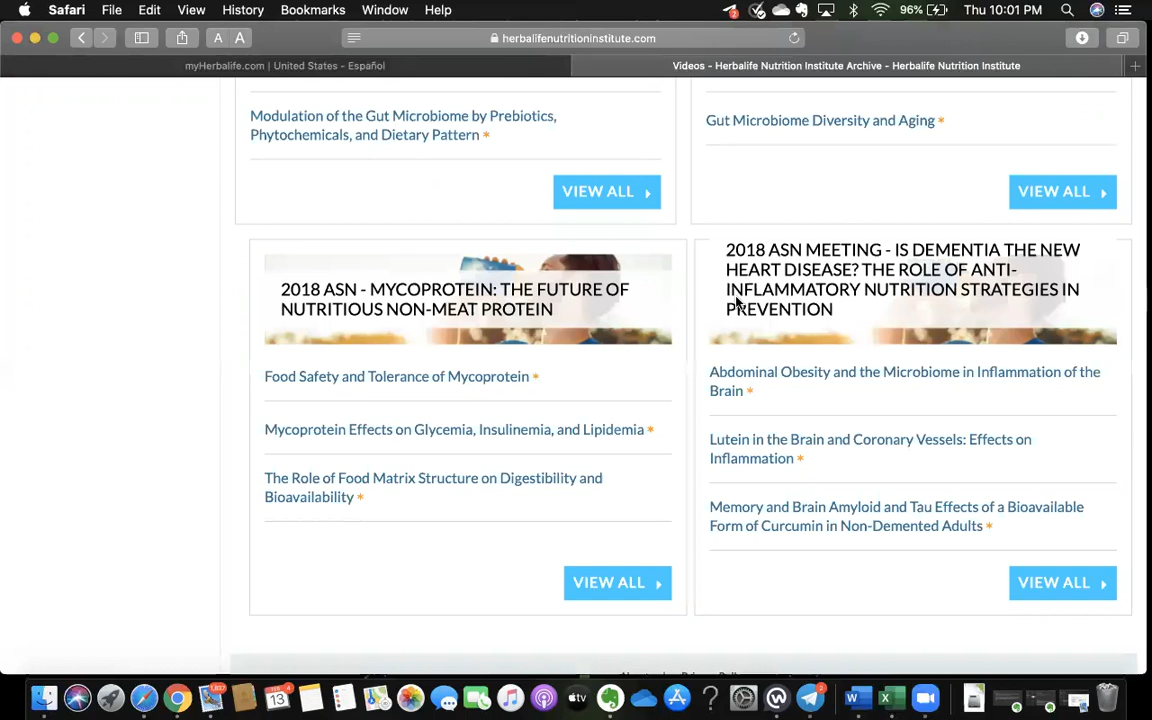 Safari File Edit View History Bookmarks Window Help
2
96%
Thu 10:01 PM
A A
herbalifenutritioninstitute.com
myHerbalife.com | United States - Español
Videos - Herbalife Nutrition Institute Archive - Herbalife Nutrition Institute
Modulation of the Gut Microbiome by Prebiotics,
Phytochemicals, and Dietary Pattern *
VIEW ALL
Gut Microbiome Diversity and Aging *
VIEW ALL
2018 ASN - MYCOPROTEIN: THE FUTURE OF
NUTRITIOUS NON-MEAT PROTEIN
Food Safety and Tolerance of Mycoprotein *
Mycoprotein Effects on Glycemia, Insulinemia, and Lipidemia *
The Role of Food Matrix Structure on Digestibility and
Bioavailability *
VIEW ALL
2018 ASN MEETING - IS DEMENTIA THE NEW
HEART DISEASE? THE ROLE OF ANTI-
INFLAMMATORY NUTRITION STRATEGIES IN
PREVENTION
Abdominal Obesity and the Microbiome in Inflammation of the
Brain *
Lutein in the Brain and Coronary Vessels: Effects on
Inflammation *
Memory and Brain Amyloid and Tau Effects of a Bioavailable
Form of Curcumin in Non-Demented Adults *
VIEW ALL
13
tv
W